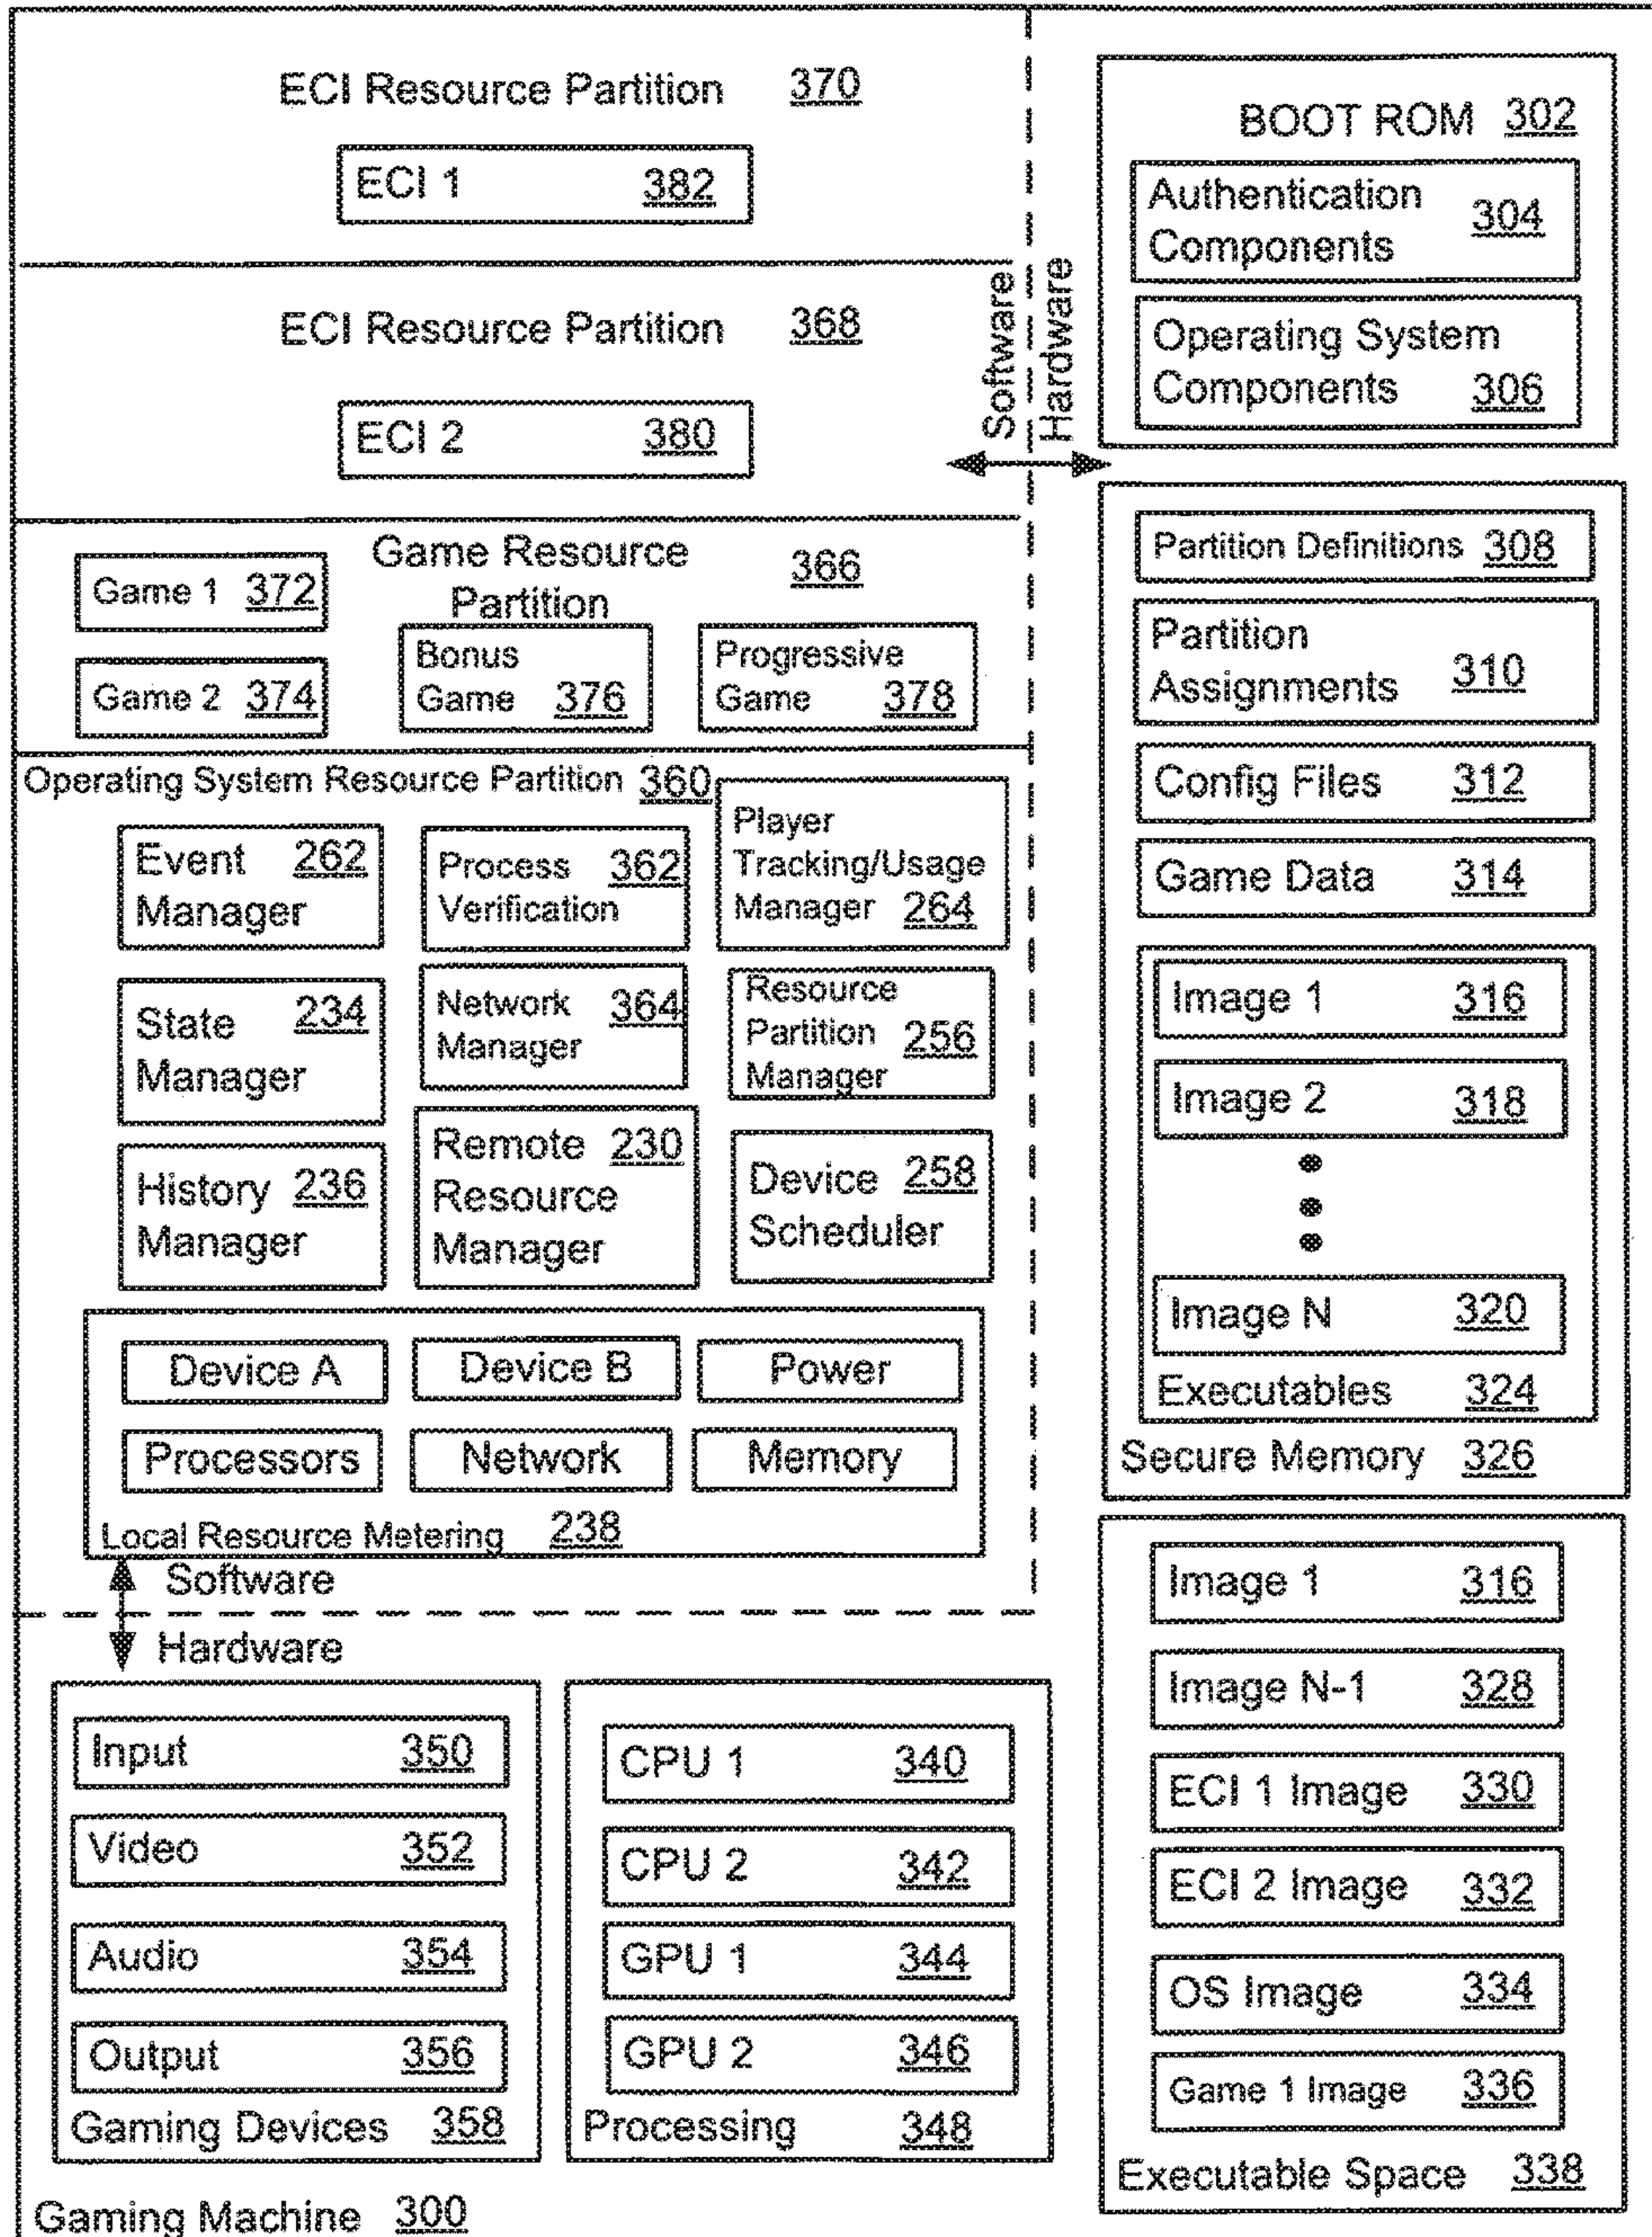 ECI Resource Partition 370
ECI 1 382
ECI Resource Partition 368
ECI 2 380
Game Resource 366
Partition
Game 1 372
Game 2 374
Bonus
Game 376
Progressive
Game 378
Operating System Resource Partition 360
Event 262
Manager
Process 362
Verification
Player
Tracking/Usage
Manager 264
State 234
Manager
Network 364
Manager
Resource
Partition 256
Manager
History 236
Manager
Remote 230
Resource
Manager
Device 258
Scheduler
Device A
Device B
Power
Processors
Network
Memory
Local Resource Metering 238
Software
Hardware
Input 350
Video 352
Audio 354
Output 356
Gaming Devices 358
CPU 1 340
CPU 2 342
GPU 1 344
GPU 2 346
Processing 348
Gaming Machine 300
Software
Hardware
BOOT ROM 302
Authentication 304
Components
Operating System
Components 306
Partition Definitions 308
Partition 310
Assignments
Config Files 312
Game Data 314
Image 1 316
Image 2 318
Image N 320
Executables 324
Secure Memory 326
Image 1 316
Image N-1 328
ECI 1 Image 330
ECI 2 Image 332
OS Image 334
Game 1 Image 336
Executable Space 338